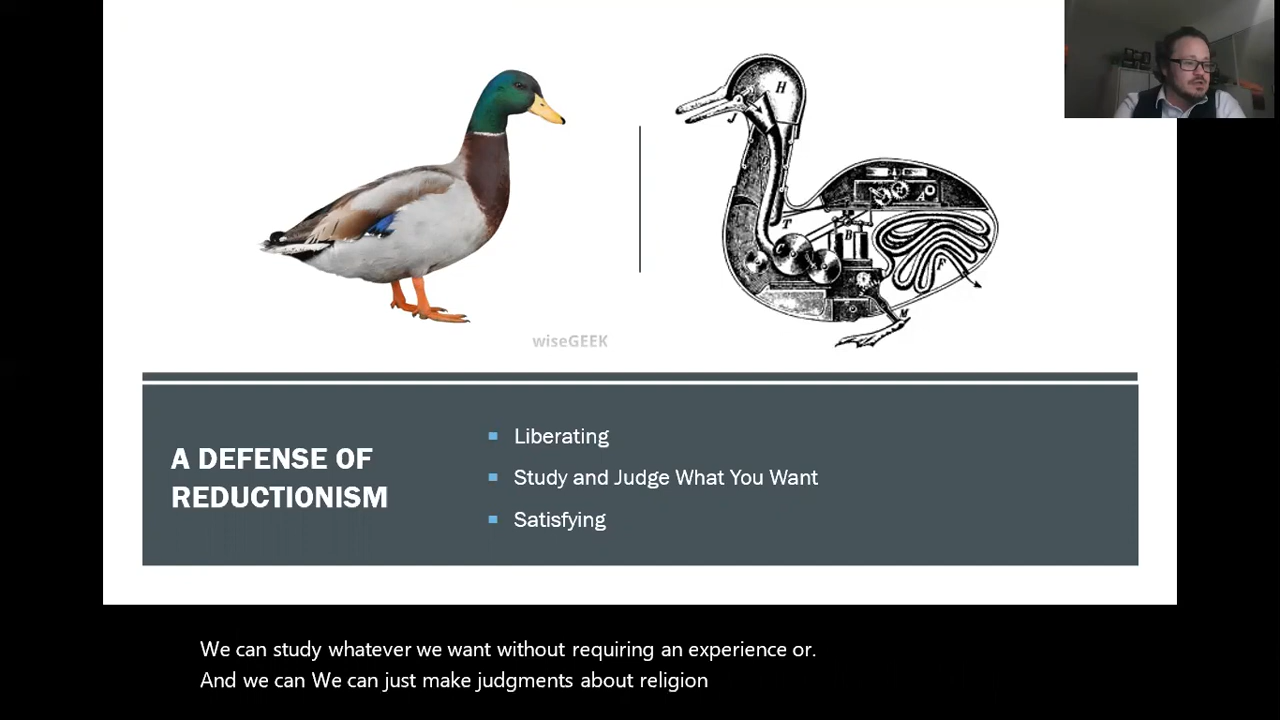 H
J
A
T
B
F
M
wiseGEEK
A DEFENSE OF
REDUCTIONISM
Liberating
Study and Judge What You Want
Satisfying
We can study whatever we want without requiring an experience or.
And we can We can just make judgments about religion